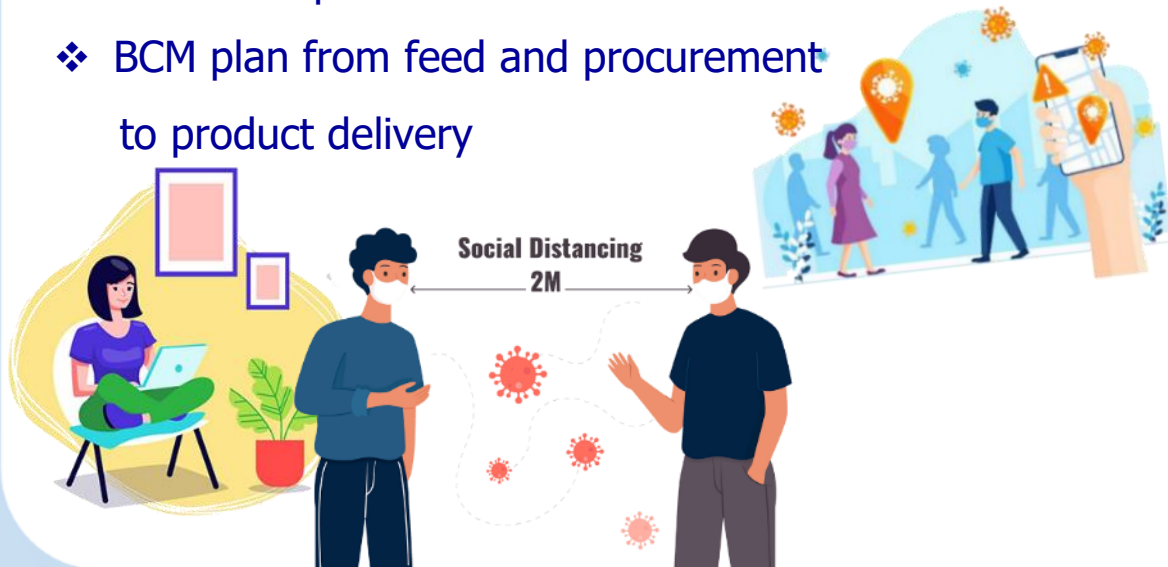 ❖ BCM plan from feed and procurement
to product delivery
Social Distancing
2M